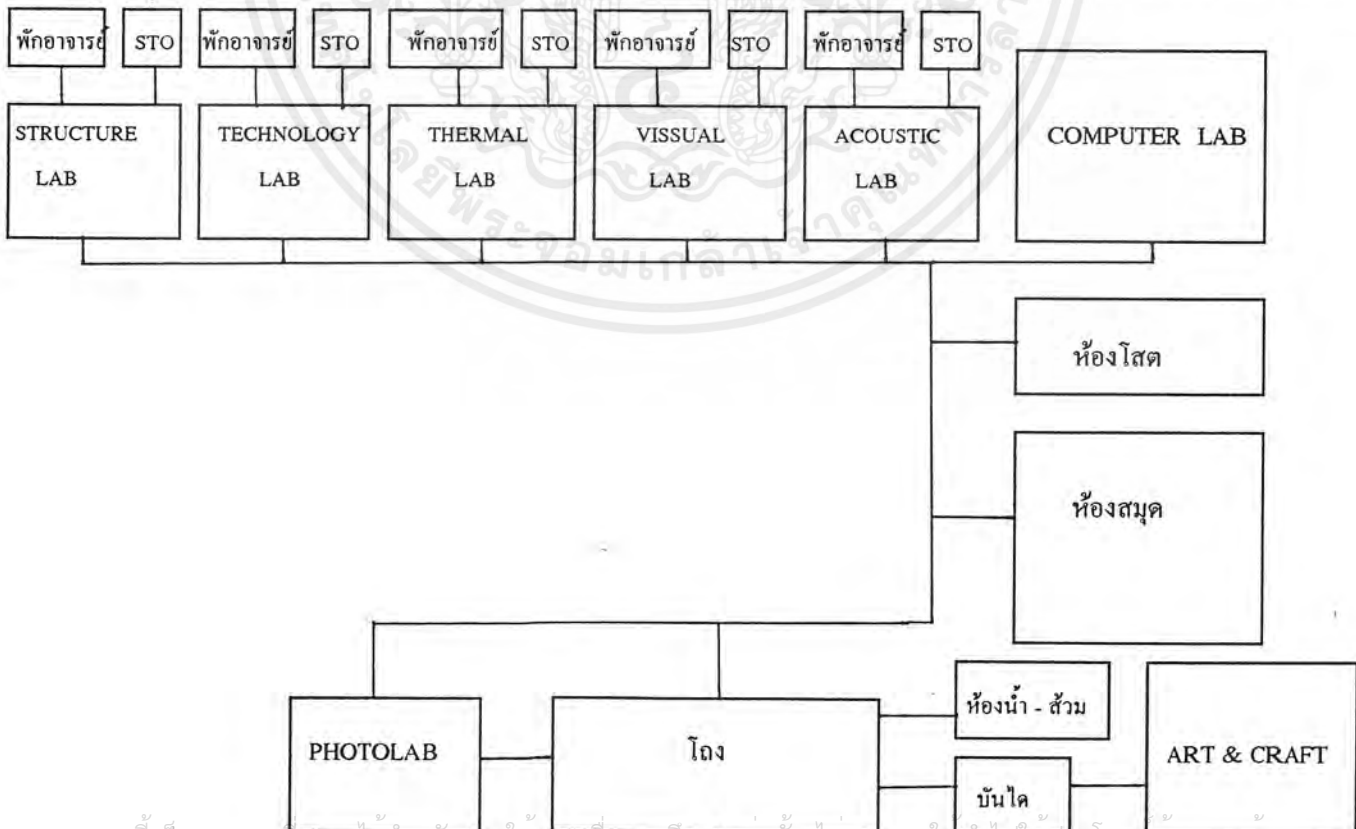 พักอาจารย์ STO พักอาจารย์ STO พักอาจารย์ STO พักอาจารย์ STO พักอาจารย์ STO
STRUCTURE LAB
TECHNOLOGY LAB
THERMAL LAB
VISSUAL LAB
ACOUSTIC LAB
COMPUTER LAB
ห้องโสต
ห้องสมุด
ห้องน้ำ - ส้วม
PHOTOLAB
โถง
ART & CRAFT
บันได